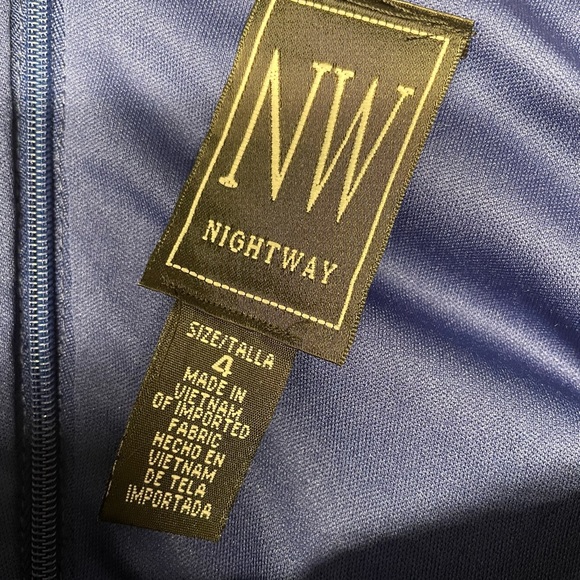 NW
NIGHTWAY
SIZE/TALLA
4
MADE IN
VIETNAM
OF IMPORTED
FABRIC
HECHO EN
VIETNAM
DE TELA
IMPORTADA